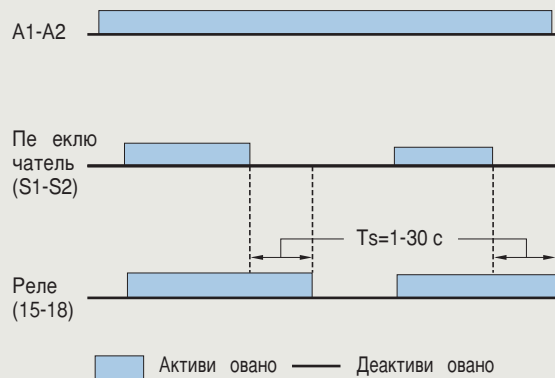 A1-A2
Пе еклю
чатель
(S1-S2)
Ts=1-30 с
Реле
(15-18)
Активи овано Деактиви овано